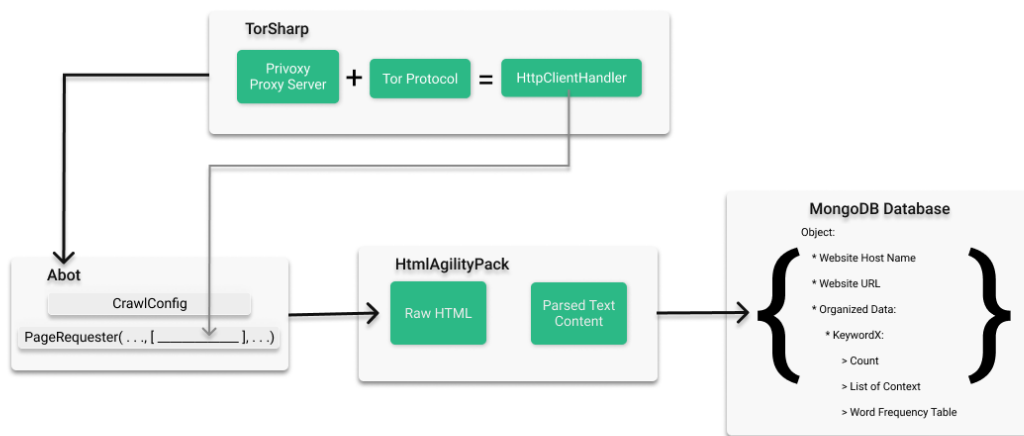 TorSharp
Privoxy
Proxy Server
+
Tor Protocol
=
HttpClientHandler
Abot
CrawlConfig
PageRequester( . . ., [ ____________ ], . . .)
HtmlAgilityPack
Raw HTML
Parsed Text
Content
MongoDB Database
Object:
{
* Website Host Name
* Website URL
* Organized Data:
* KeywordX:
> Count
> List of Context
> Word Frequency Table
}